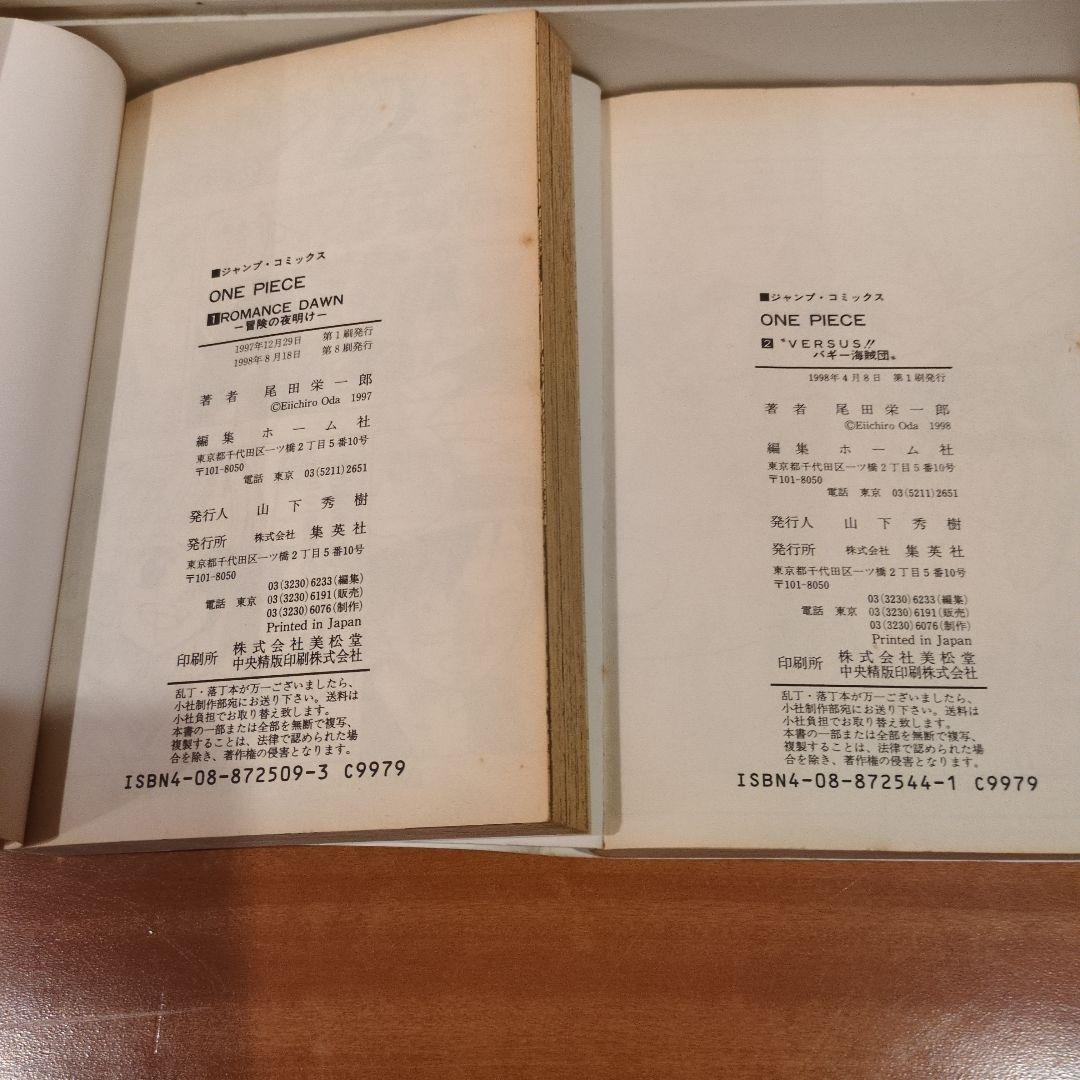 ■ジャンプ・コミックス
ONE PIECE
1 ROMANCE DAWN
—冒険の夜明け—
1997年12月29日 第1刷発行
1998年8月18日 第8刷発行
著者 尾田栄一郎
©Eiichiro Oda 1997
編集 ホーム社
東京都千代田区一ツ橋2丁目5番10号
〒101-8050
電話 東京 03(5211)2651
発行人 山下秀樹
発行所 株式会社 集英社
東京都千代田区一ツ橋2丁目5番10号
〒101-8050
03(3230)6233(編集)
電話 東京 03(3230)6191(販売)
03(3230)6076(制作)
Printed in Japan
印刷所 株式会社美松堂
中央精版印刷株式会社
乱丁・落丁本が万一ございましたら、
小社制作部宛にお送り下さい。送料は
小社負担でお取り替え致します。
本書の一部または全部を無断で複写、
複製することは、法律で認められた場
合を除き、著作権の侵害となります。
ISBN4-08-872509-3 C9979
■ジャンプ・コミックス
ONE PIECE
2 〝VERSUS!!
バギー海賊団〟
1998年4月8日 第1刷発行
著者 尾田栄一郎
©Eiichiro Oda 1998
編集 ホーム社
東京都千代田区一ツ橋2丁目5番10号
〒101-8050
電話 東京 03(5211)2651
発行人 山下秀樹
発行所 株式会社 集英社
東京都千代田区一ツ橋2丁目5番10号
〒101-8050
03(3230)6233(編集)
電話 東京 03(3230)6191(販売)
03(3230)6076(制作)
Printed in Japan
印刷所 株式会社美松堂
中央精版印刷株式会社
乱丁・落丁本が万一ございましたら、
小社制作部宛にお送り下さい。送料は
小社負担でお取り替え致します。
本書の一部または全部を無断で複写、
複製することは、法律で認められた場
合を除き、著作権の侵害となります。
ISBN4-08-872544-1 C9979